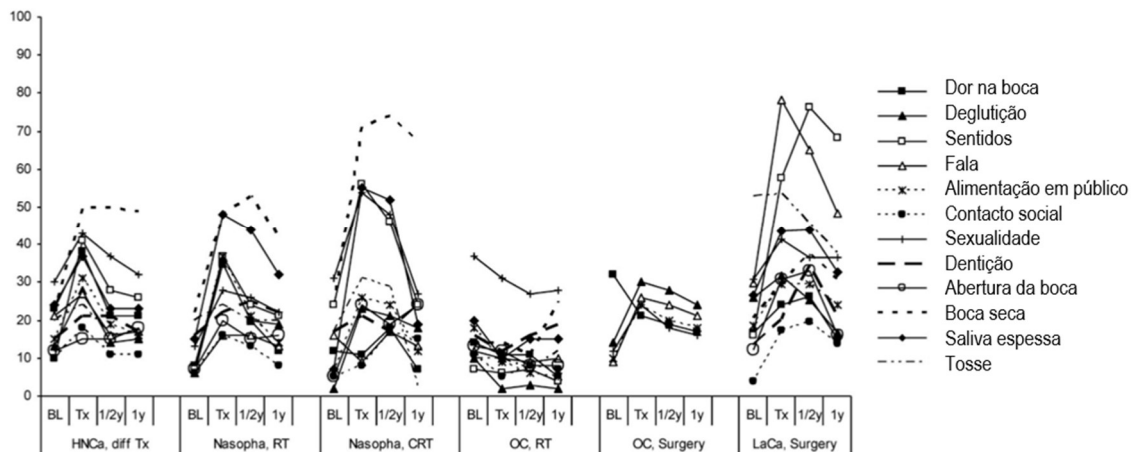 100
90
80
70
60
50
40
30
20
10
0
BL Tx 1/2y 1y BL Tx 1/2y 1y BL Tx 1/2y 1y BL Tx 1/2y 1y BL Tx 1/2y 1y BL Tx 1/2y 1y
HNCa, diff Tx Nasopha, RT Nasopha, CRT OC, RT OC, Surgery LaCa, Surgery
Dor na boca
Deglutição
Sentidos
Fala
Alimentação em público
Contacto social
Sexualidade
Dentição
Abertura da boca
Boca seca
Saliva espessa
Tosse